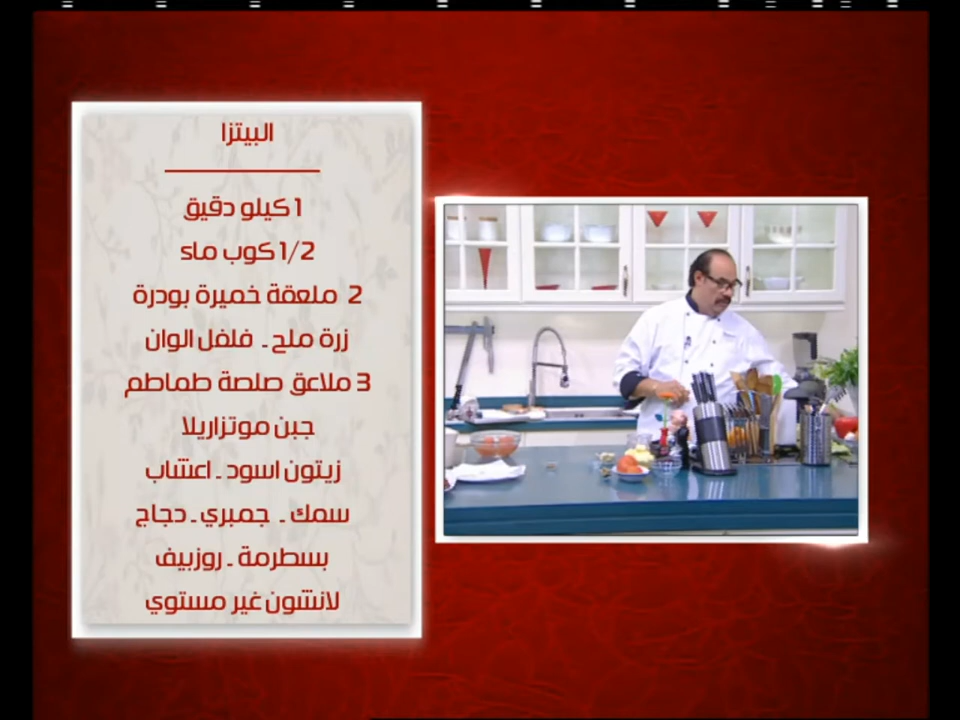 البيتزا
1 كيلو دقيق
1/2 كوب ماء
2 ملعقة خميرة بودرة
زرة ملح - فلفل الوان
3 ملاعق صلصة طماطم
جبن موتزاريلا
زيتون اسود - اعشاب
سمك - جمبري - دجاج
بسطرمة - روزبيف
لانشون غير مستوي